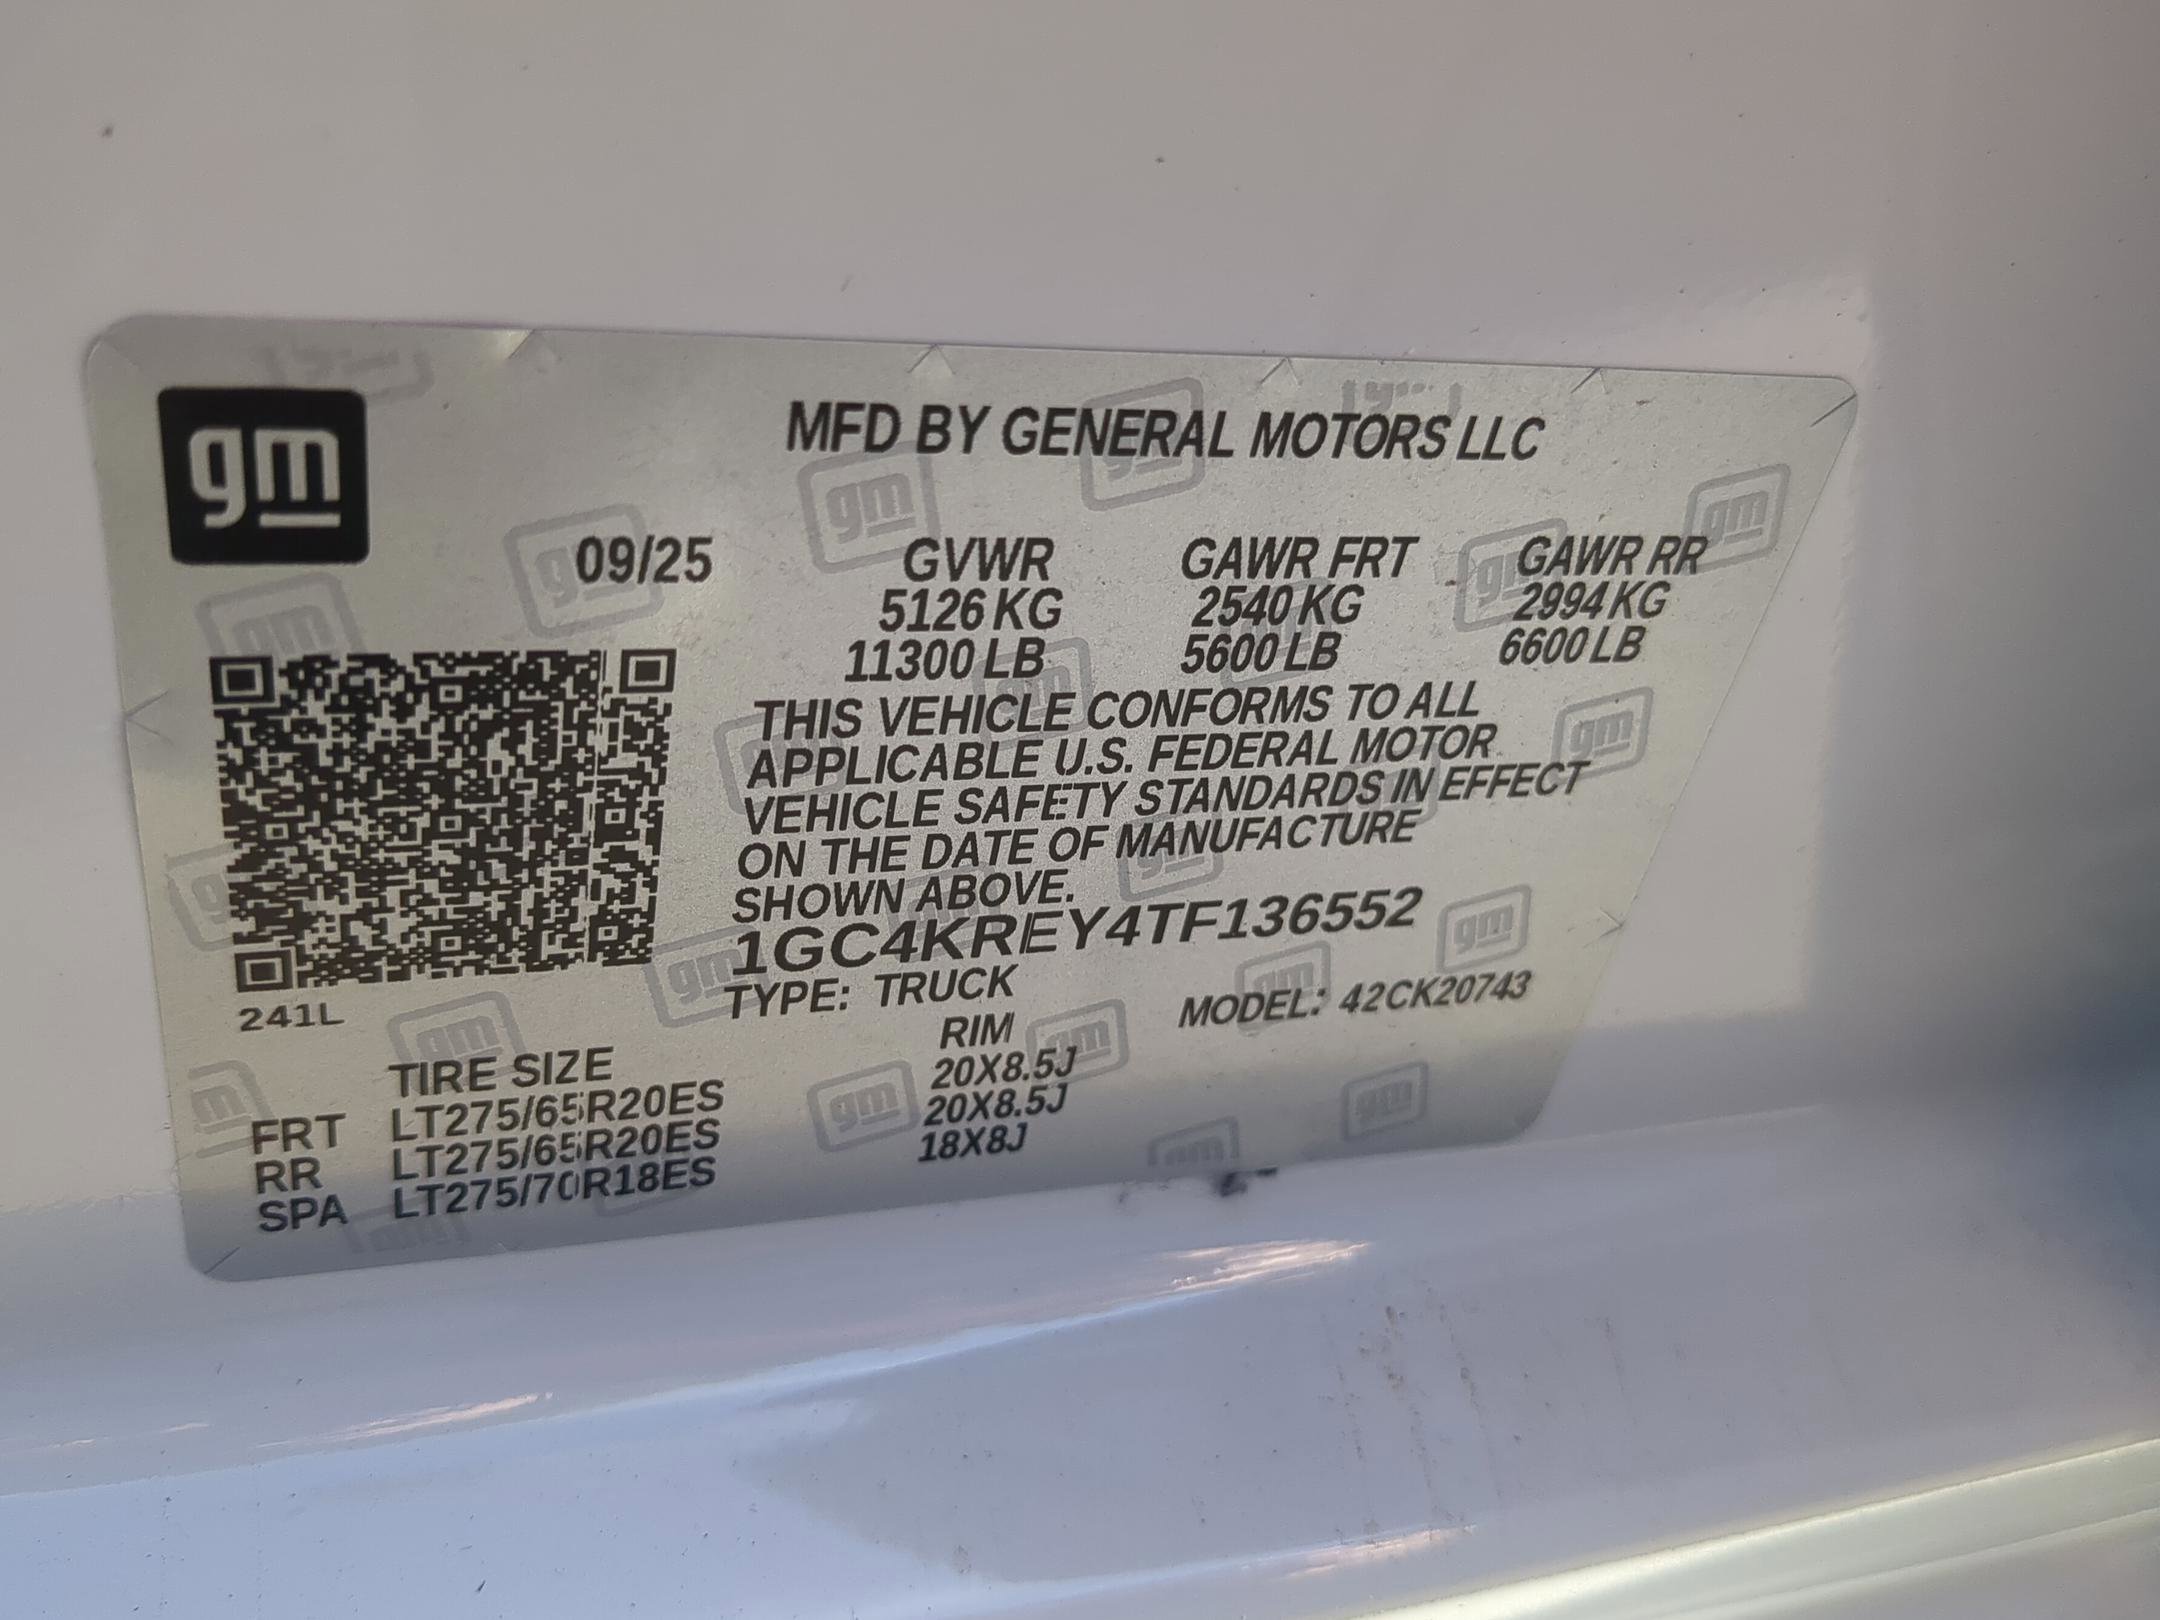 gm
MFD BY GENERAL MOTORS LLC
09/25 GVWR GAWR FRT GAWR RR
5126 KG 2540 KG 2994 KG
11300 LB 5600 LB 6600 LB
THIS VEHICLE CONFORMS TO ALL
APPLICABLE U.S. FEDERAL MOTOR
VEHICLE SAFETY STANDARDS IN EFFECT
ON THE DATE OF MANUFACTURE
SHOWN ABOVE.
1GC4KREY4TF136552
TYPE: TRUCK MODEL: 42CK20743
241L
TIRE SIZE RIM
FRT LT275/65R20ES 20X8.5J
RR LT275/65R20ES 20X8.5J
SPA LT275/70R18ES 18X8J